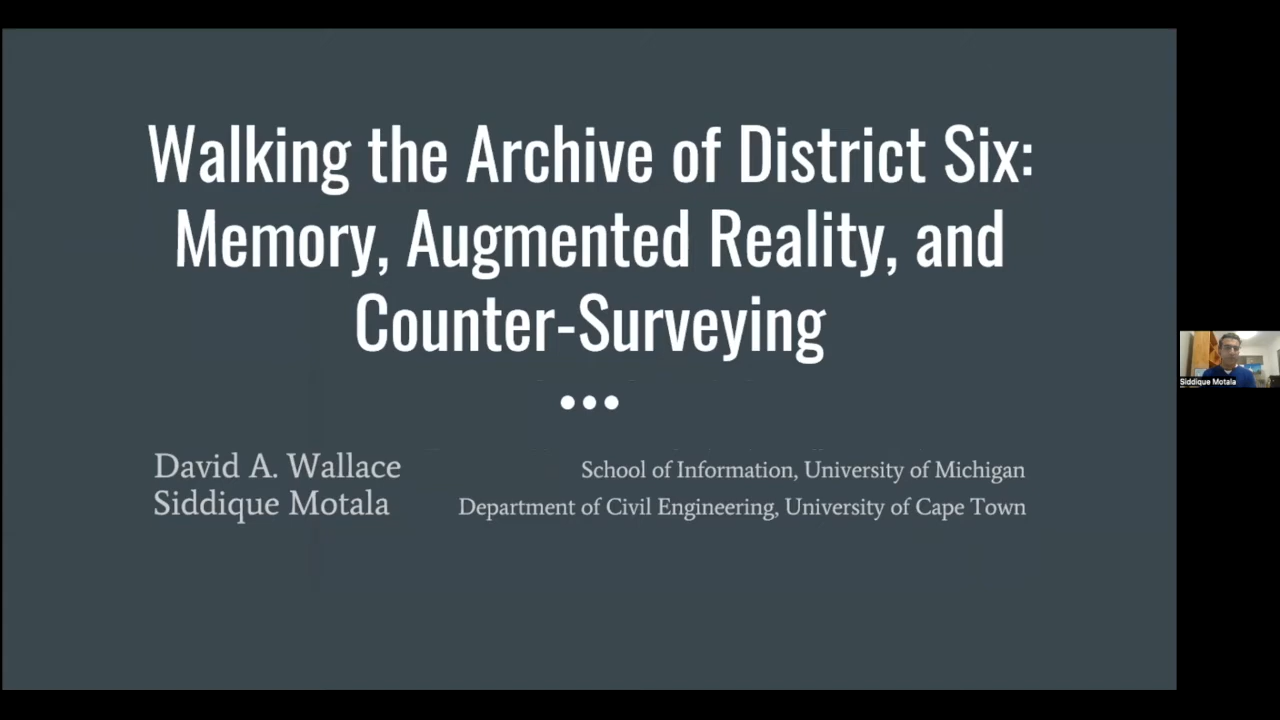 Walking the Archive of District Six:
Memory, Augmented Reality, and
Counter-Surveying
David A. Wallace
School of Information, University of Michigan
Siddique Motala
Department of Civil Engineering, University of Cape Town
Siddique Motala